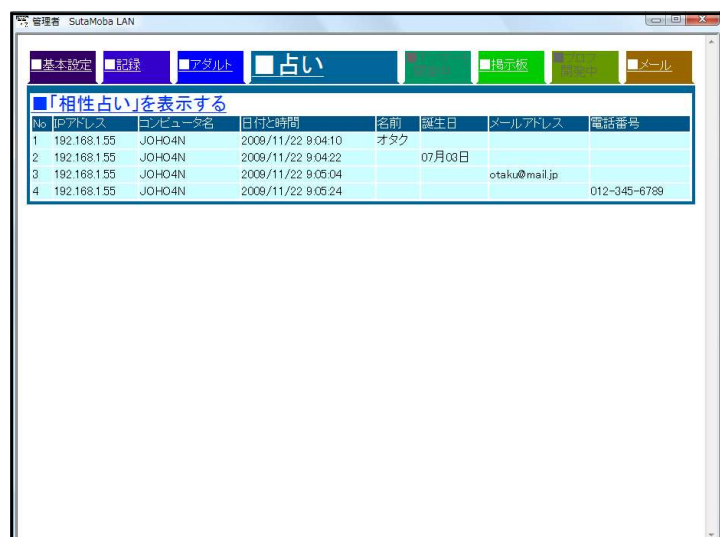 管理者 SutaMoba LAN
■基本設定 ■記録 ■アダルト ■占い ■掲示板 ■ブログ 開発中 ■メール
■「相性占い」を表示する
No IPアドレス コンピュータ名 日付と時間 名前 誕生日 メールアドレス 電話番号
1 192.168.1.55 JOHO4N 2009/11/22 9:04:10 オタク
2 192.168.1.55 JOHO4N 2009/11/22 9:04:22 07月03日
3 192.168.1.55 JOHO4N 2009/11/22 9:05:04 otaku@mail.jp
4 192.168.1.55 JOHO4N 2009/11/22 9:05:24 012-345-6789